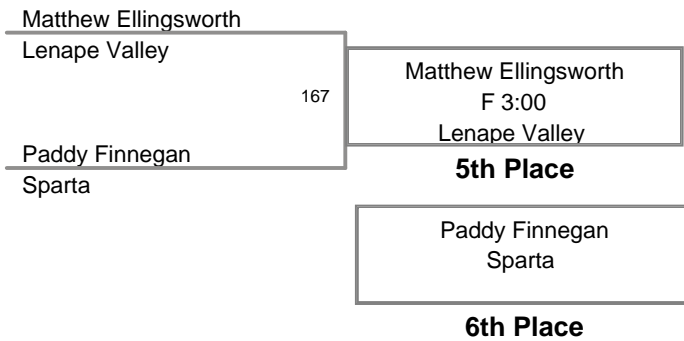 Matthew Ellingsworth
Lenape Valley
167
Paddy Finnegan
Sparta
Matthew Ellingsworth
F 3:00
Lenape Valley
5th Place
Paddy Finnegan
Sparta
6th Place